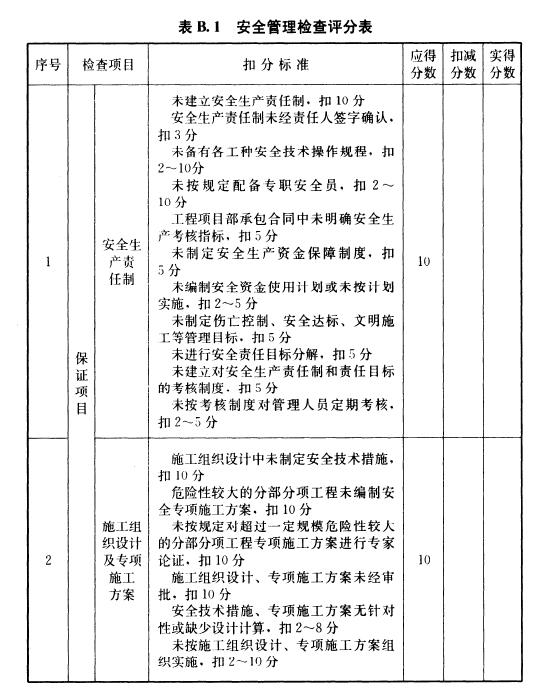 表 B.1 安全管理检查评分表
序号 检查项目 扣分标准 应得分数 扣减分数 实得分数
未建立安全生产责任制，扣 10 分
安全生产责任制未经责任人签字确认，
扣 3 分
未备有各工种安全技术操作规程，扣
2～10分
未按规定配备专职安全员，扣 2～
10 分
工程项目部承包合同中未明确安全生
产考核指标，扣 5 分
未制定安全生产资金保障制度，扣
5 分
未编制安全资金使用计划或未按计划
实施，扣 2～5 分
未制定伤亡控制、安全达标、文明施
工等管理目标，扣 5 分
未进行安全责任目标分解，扣 5 分
未建立对安全生产责任制和责任目标
的考核制度，扣 5 分
未按考核制度对管理人员定期考核，
扣 2～5 分
1
保
证
项
目
安全生
产责
任制
10
施工组织设计中未制定安全技术措施，
扣 10 分
危险性较大的分部分项工程未编制安
全专项施工方案，扣 10 分
未按规定对超过一定规模危险性较大
的分部分项工程专项施工方案进行专家
论证，扣 10 分
施工组织设计、专项施工方案未经审
批，扣 10 分
安全技术措施、专项施工方案无针对
性或缺少设计计算，扣 2～8 分
未按施工组织设计、专项施工方案组
织实施，扣 2～10 分
2
施工组
织设计
及专项
施工
方案
10